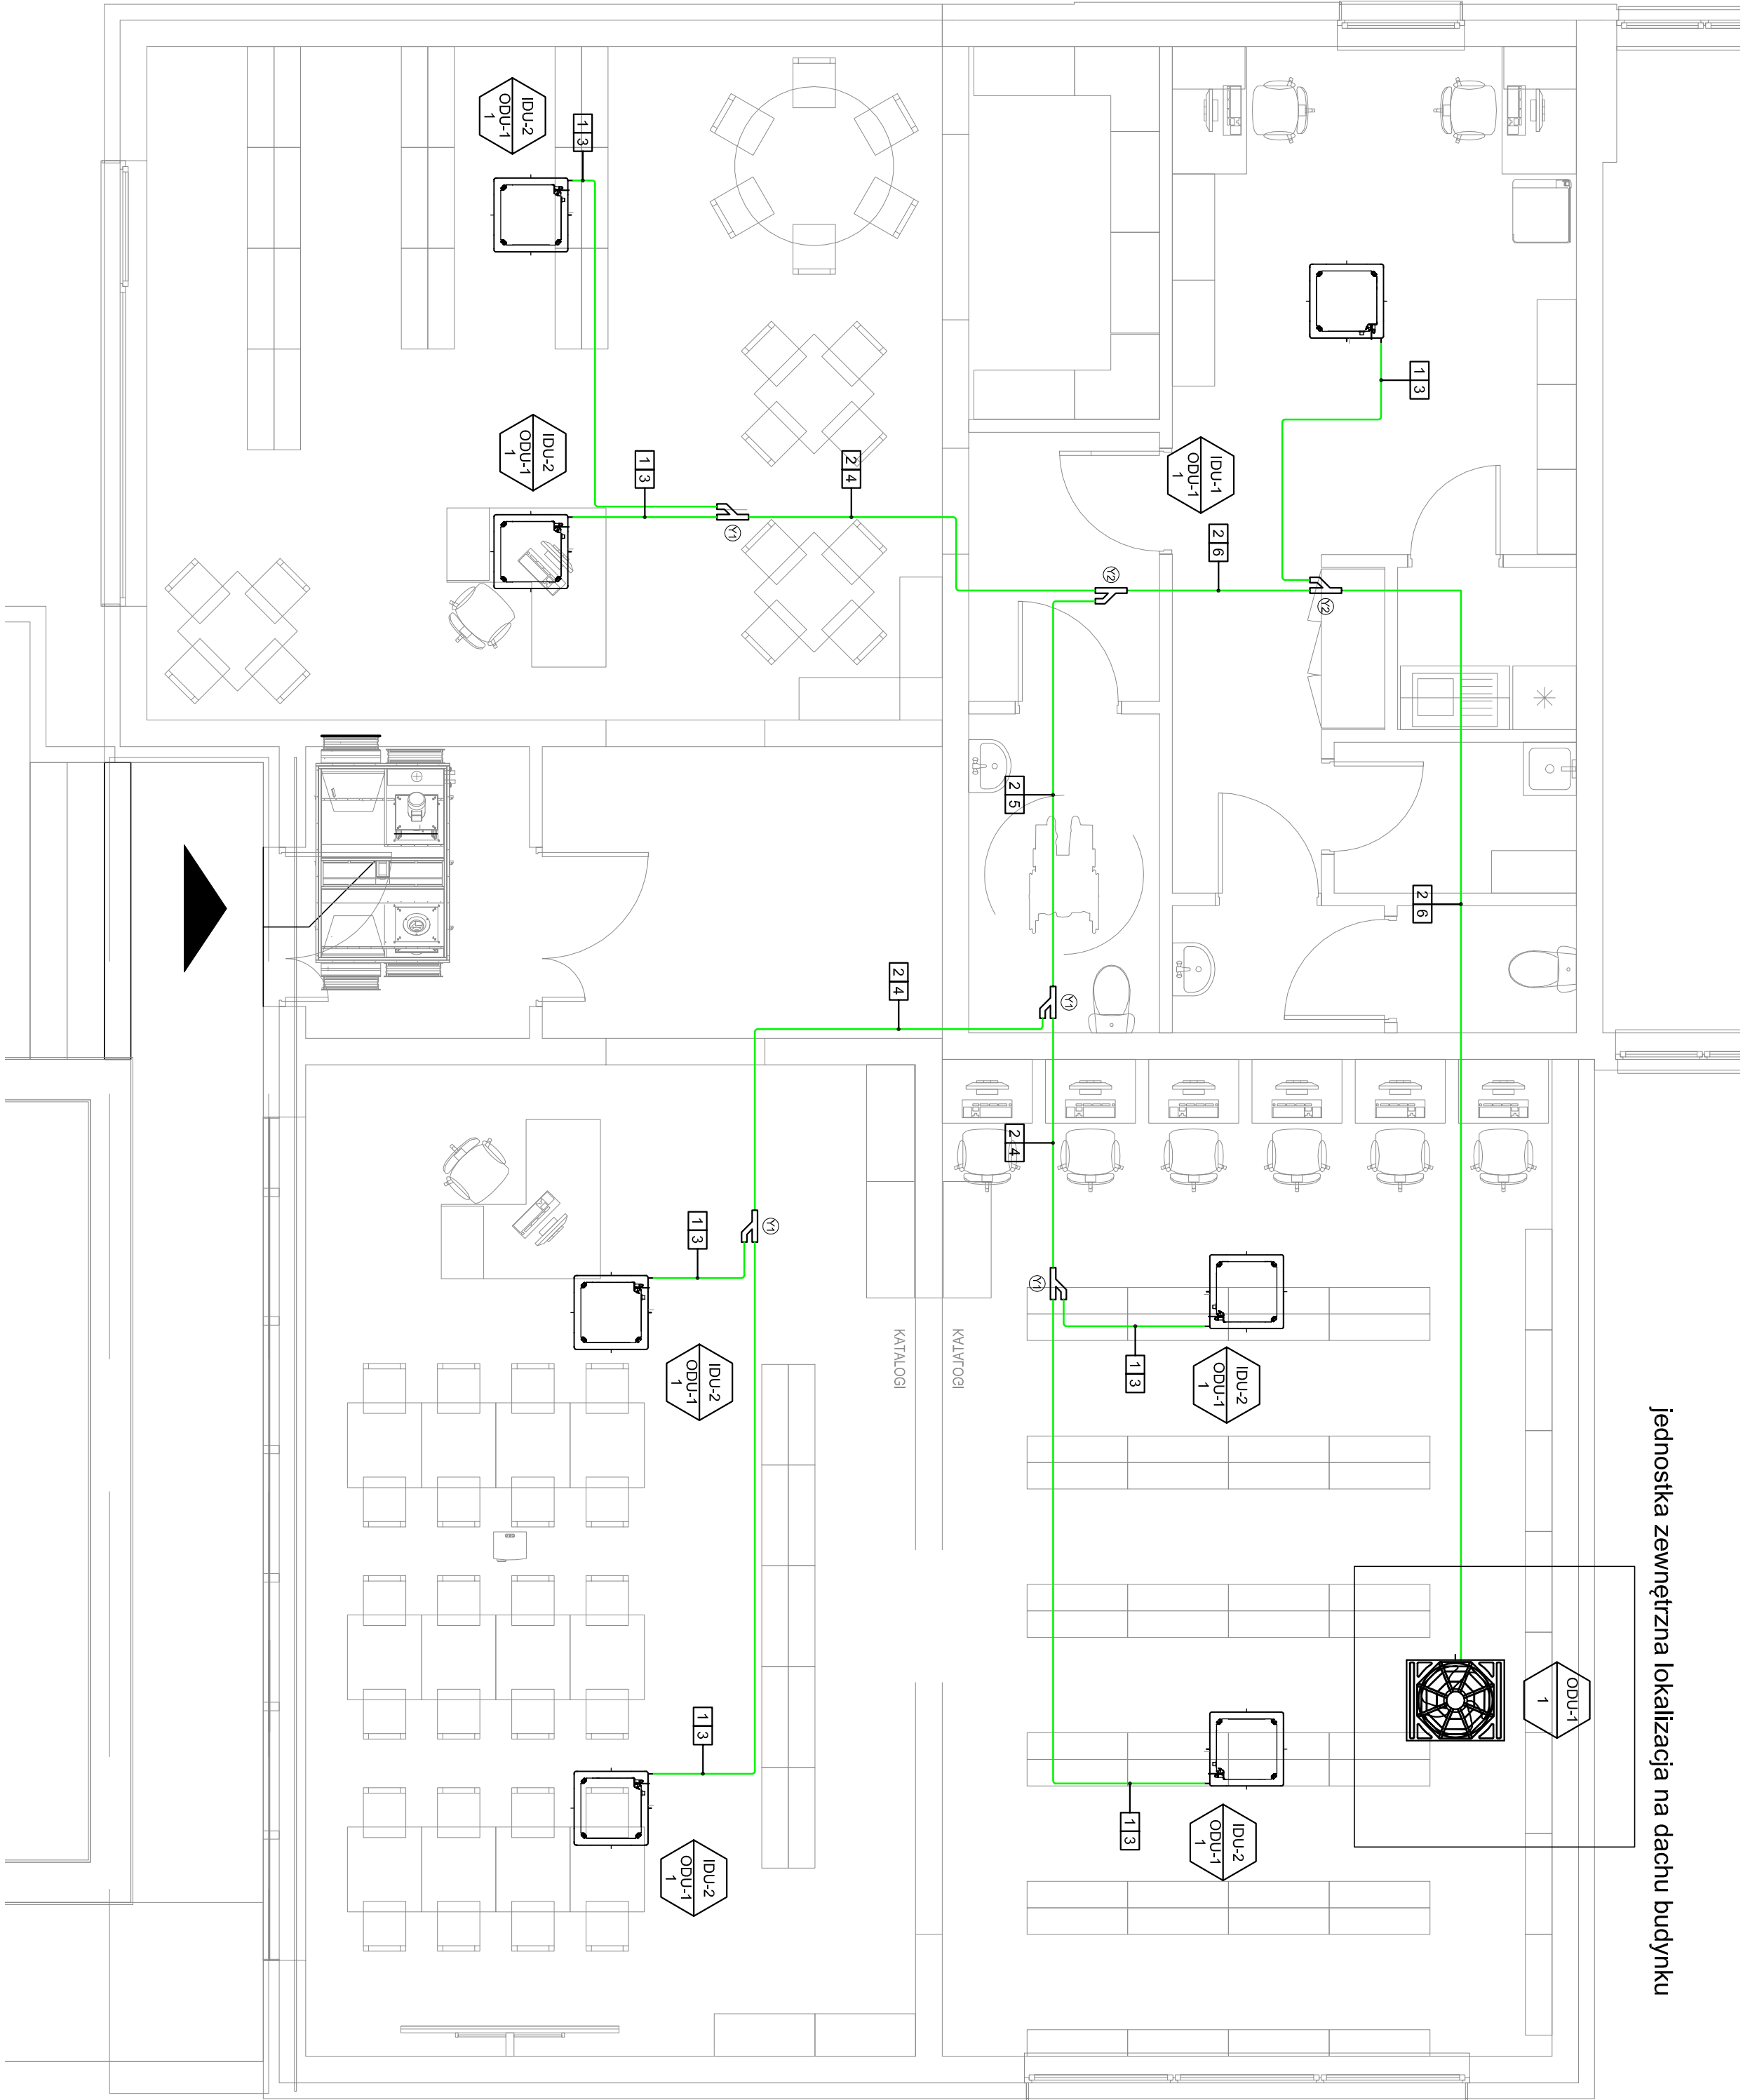 jednostka zewnętrzna lokalizacja na dachu budynku
ODU-1
1
1 3
2 6
Y2
IDU-2
ODU-1
1
IDU-2
ODU-1
1
2 6
IDU-1
ODU-1
1
1 3
1 3
Y2
Y1
Y1
2 5
2 4
KATALOGI
KATALOGI
2 4
2 4
Y1
Y1
1 3
1 3
IDU-2
ODU-1
1
IDU-2
ODU-1
1
1 3
1 3
IDU-2
ODU-1
1
IDU-2
ODU-1
1